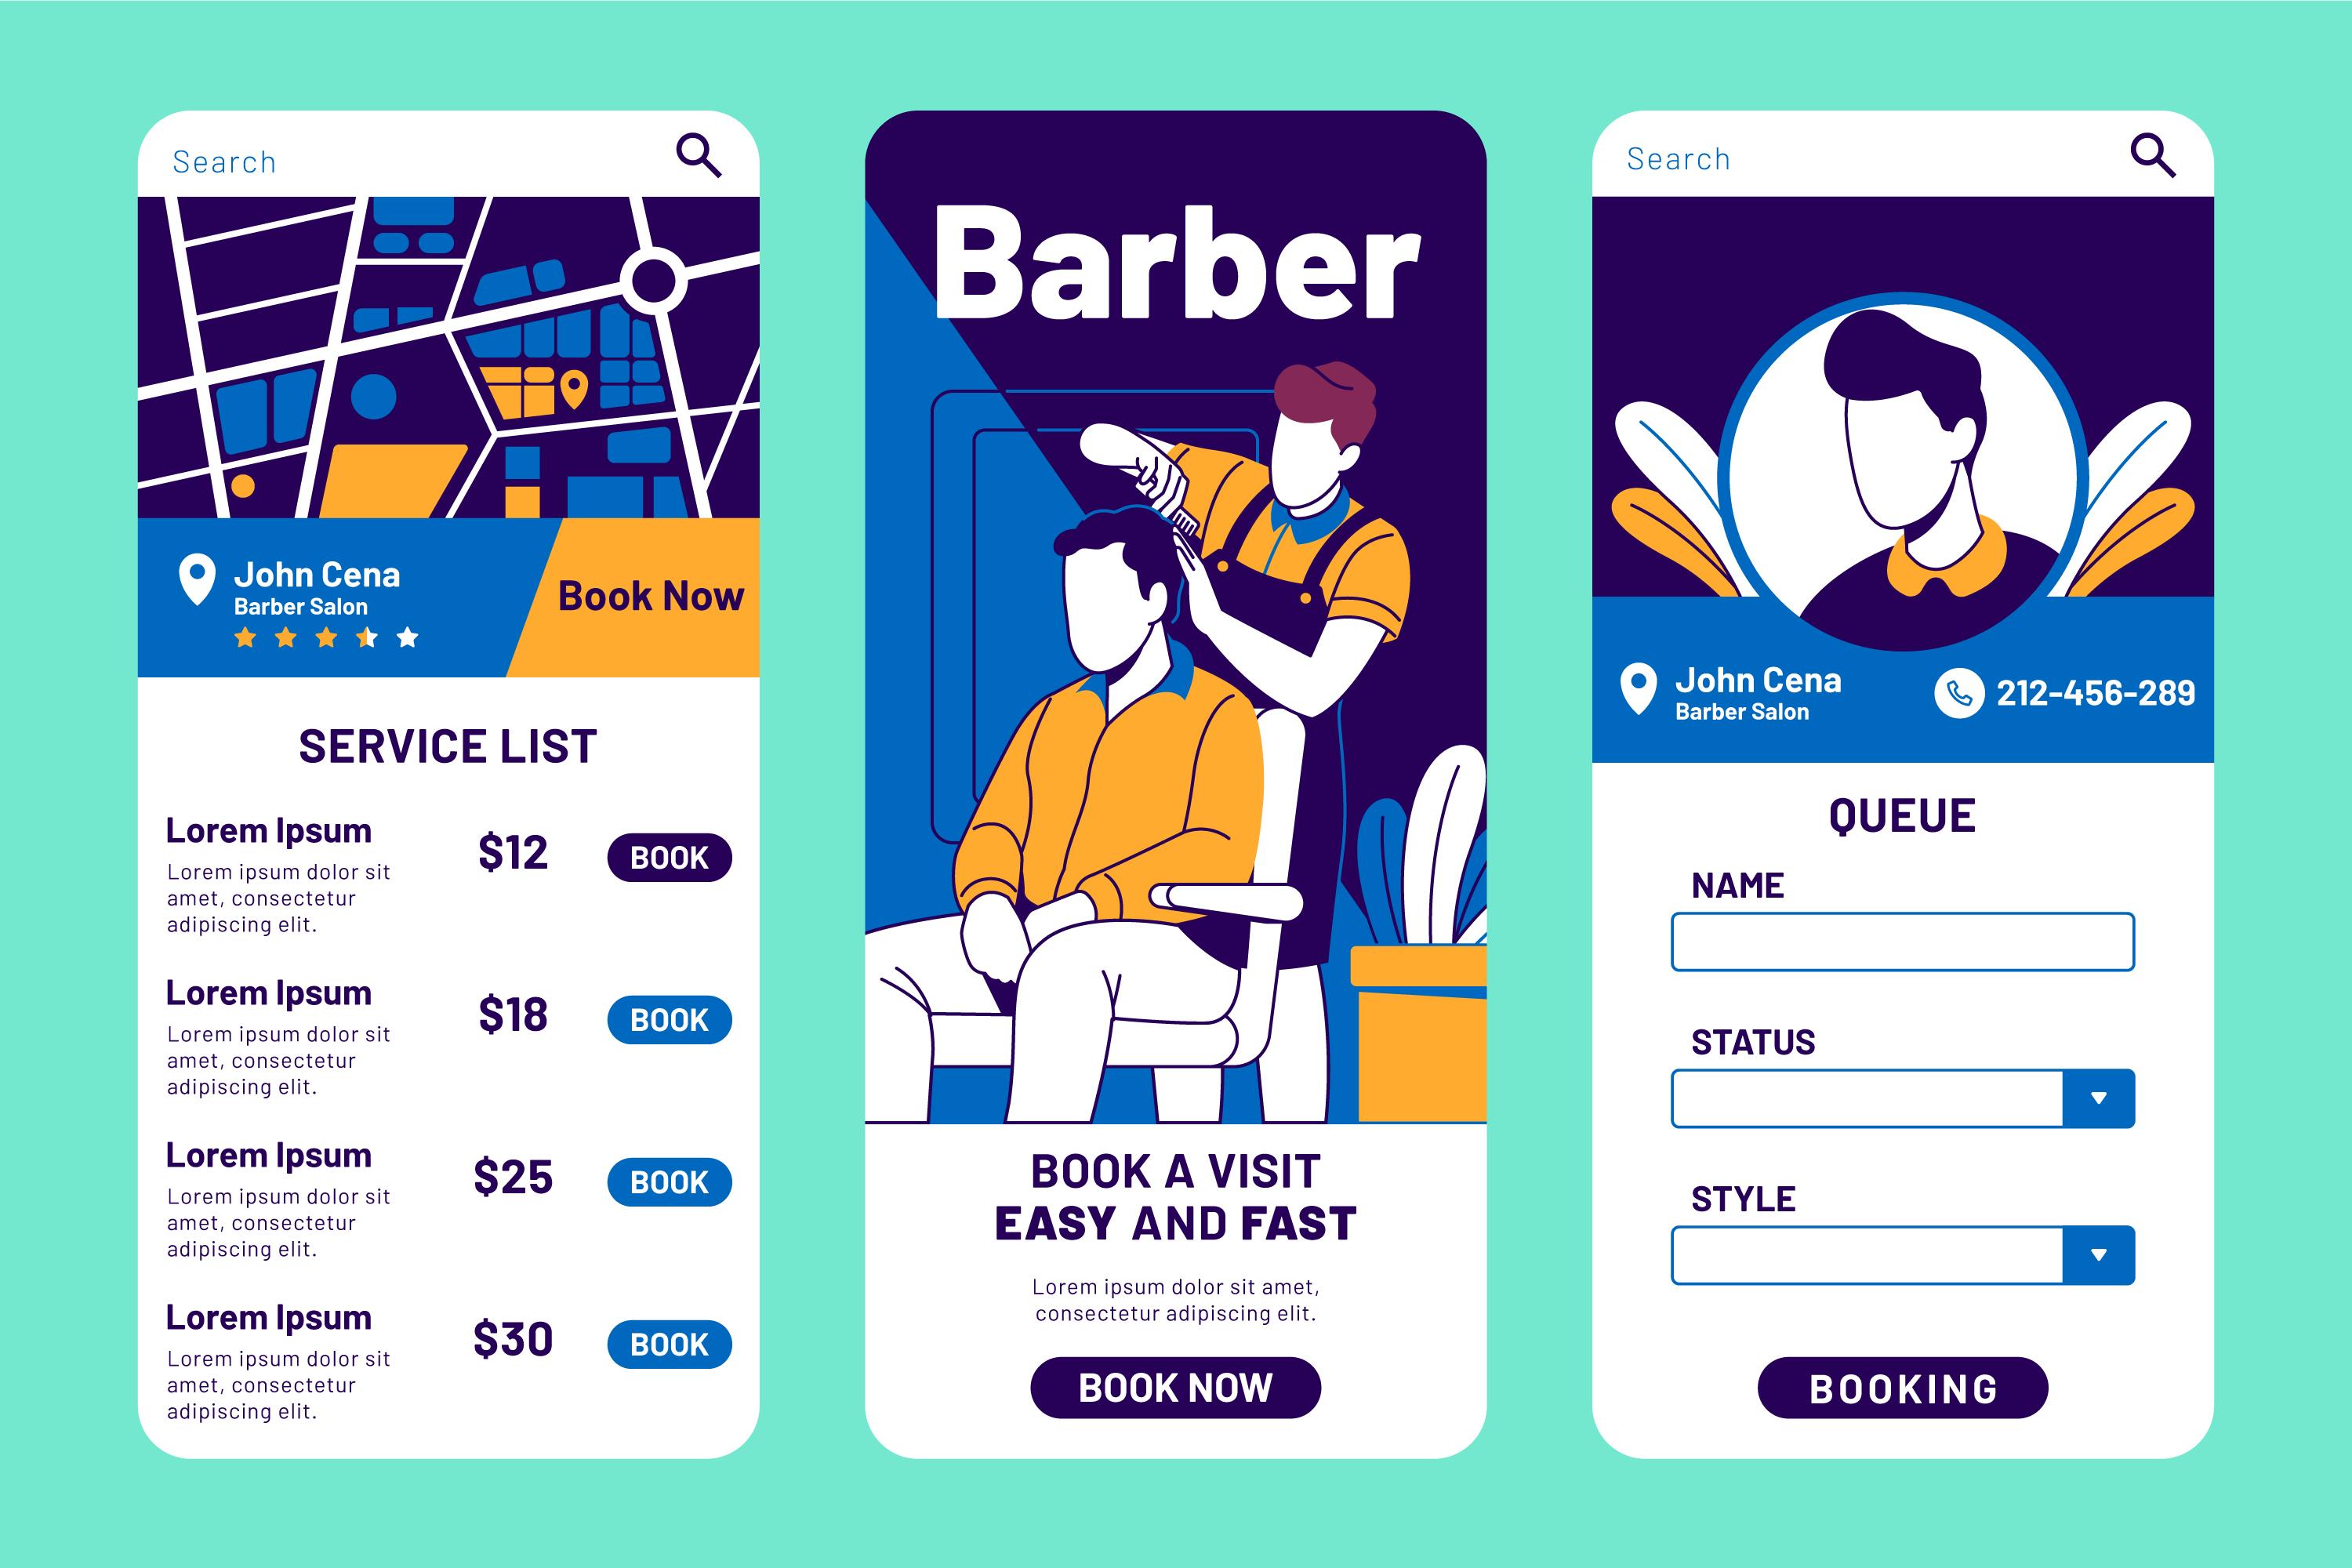 Search
John Cena
Barber Salon
Book Now
SERVICE LIST
Lorem Ipsum
Lorem ipsum dolor sit
amet, consectetur
adipiscing elit.
$12
BOOK
Lorem Ipsum
Lorem ipsum dolor sit
amet, consectetur
adipiscing elit.
$18
BOOK
Lorem Ipsum
Lorem ipsum dolor sit
amet, consectetur
adipiscing elit.
$25
BOOK
Lorem Ipsum
Lorem ipsum dolor sit
amet, consectetur
adipiscing elit.
$30
BOOK
Barber
BOOK A VISIT
EASY AND FAST
Lorem ipsum dolor sit amet,
consectetur adipiscing elit.
BOOK NOW
Search
John Cena
Barber Salon
212-456-289
QUEUE
NAME
STATUS
STYLE
BOOKING